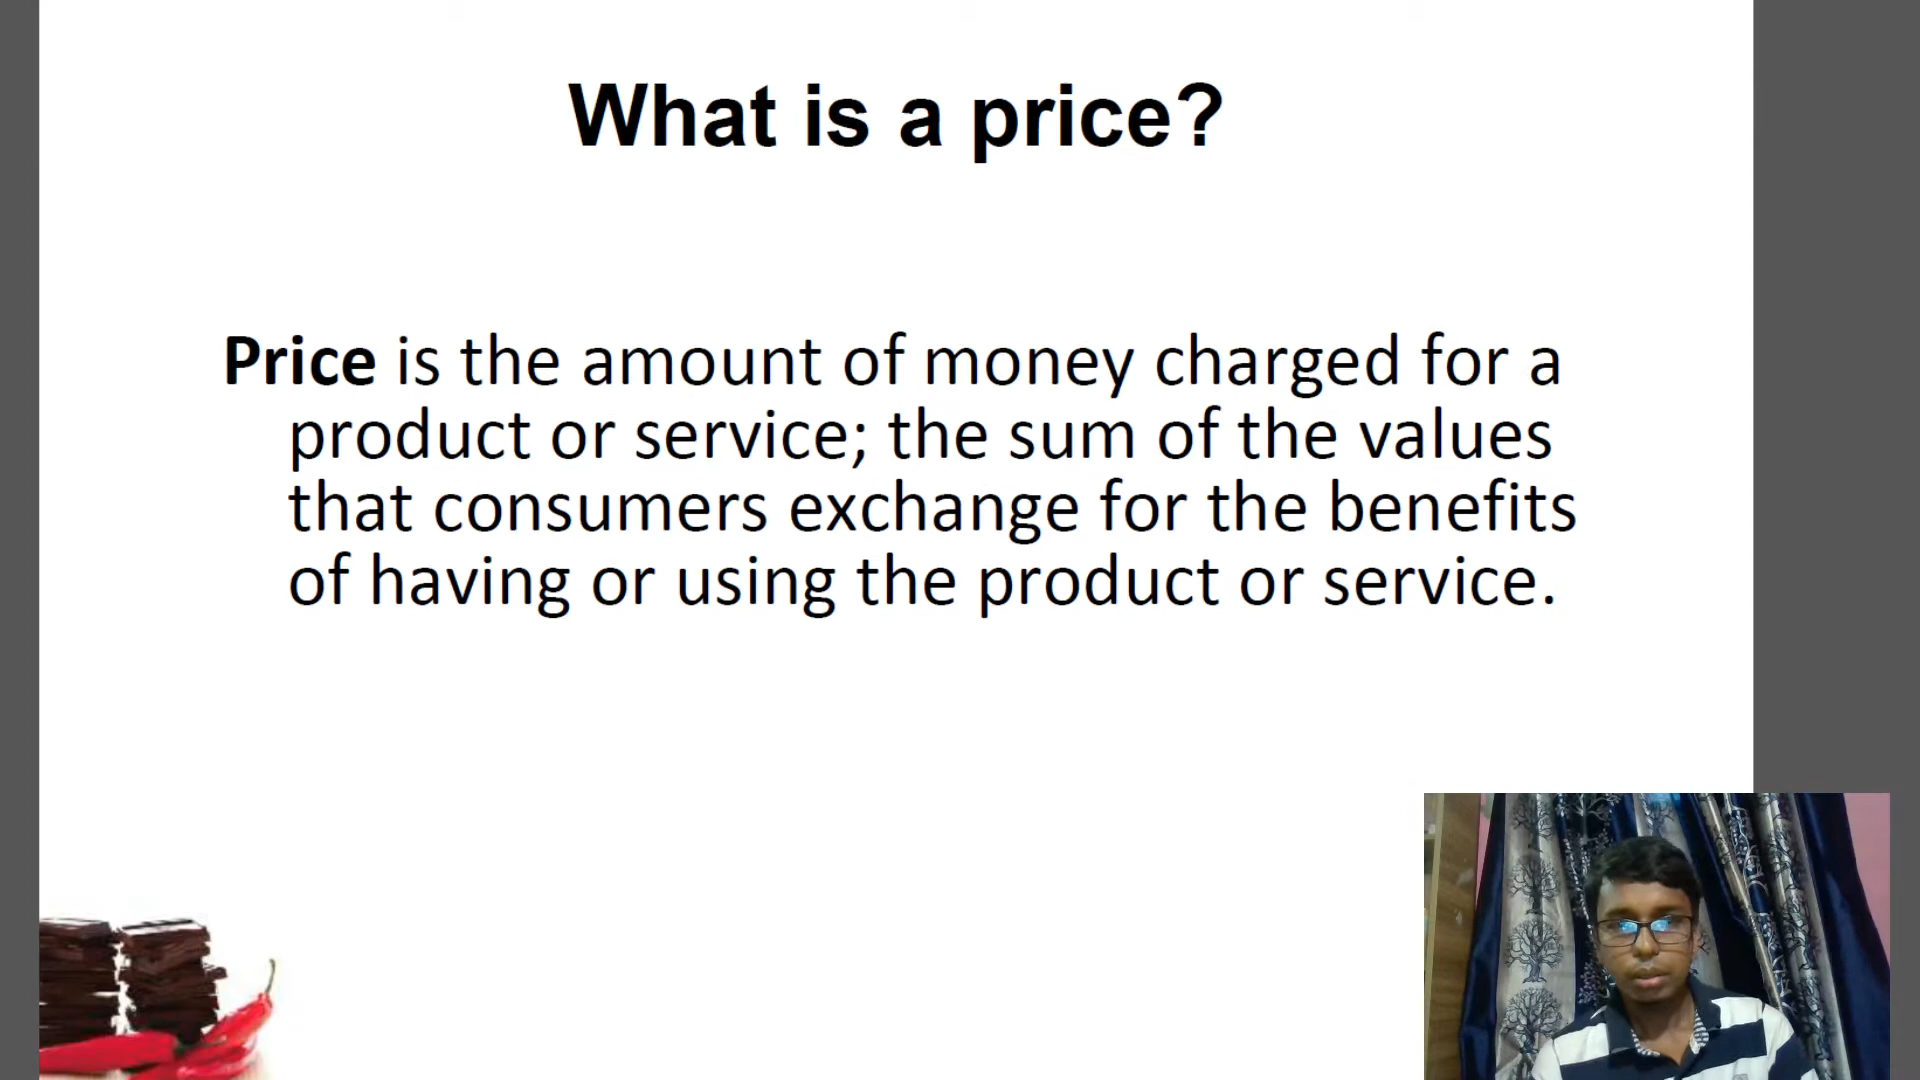 What is a price?
Price is the amount of money charged for a
product or service; the sum of the values
that consumers exchange for the benefits
of having or using the product or service.